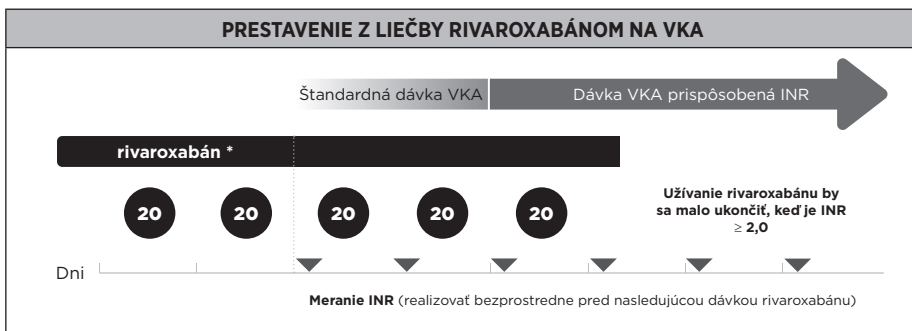 PRESTAVENIE Z LIEČBY RIVAROXABÁNOM NA VKA
Štandardná dávka VKA
Dávka VKA prispôsobená INR
rivaroxabán *
20 20 20 20 20
Užívanie rivaroxabánu by
sa malo ukončiť, keď je INR
≥ 2,0
Dni
Meranie INR (realizovať bezprostredne pred nasledujúcou dávkou rivaroxabánu)